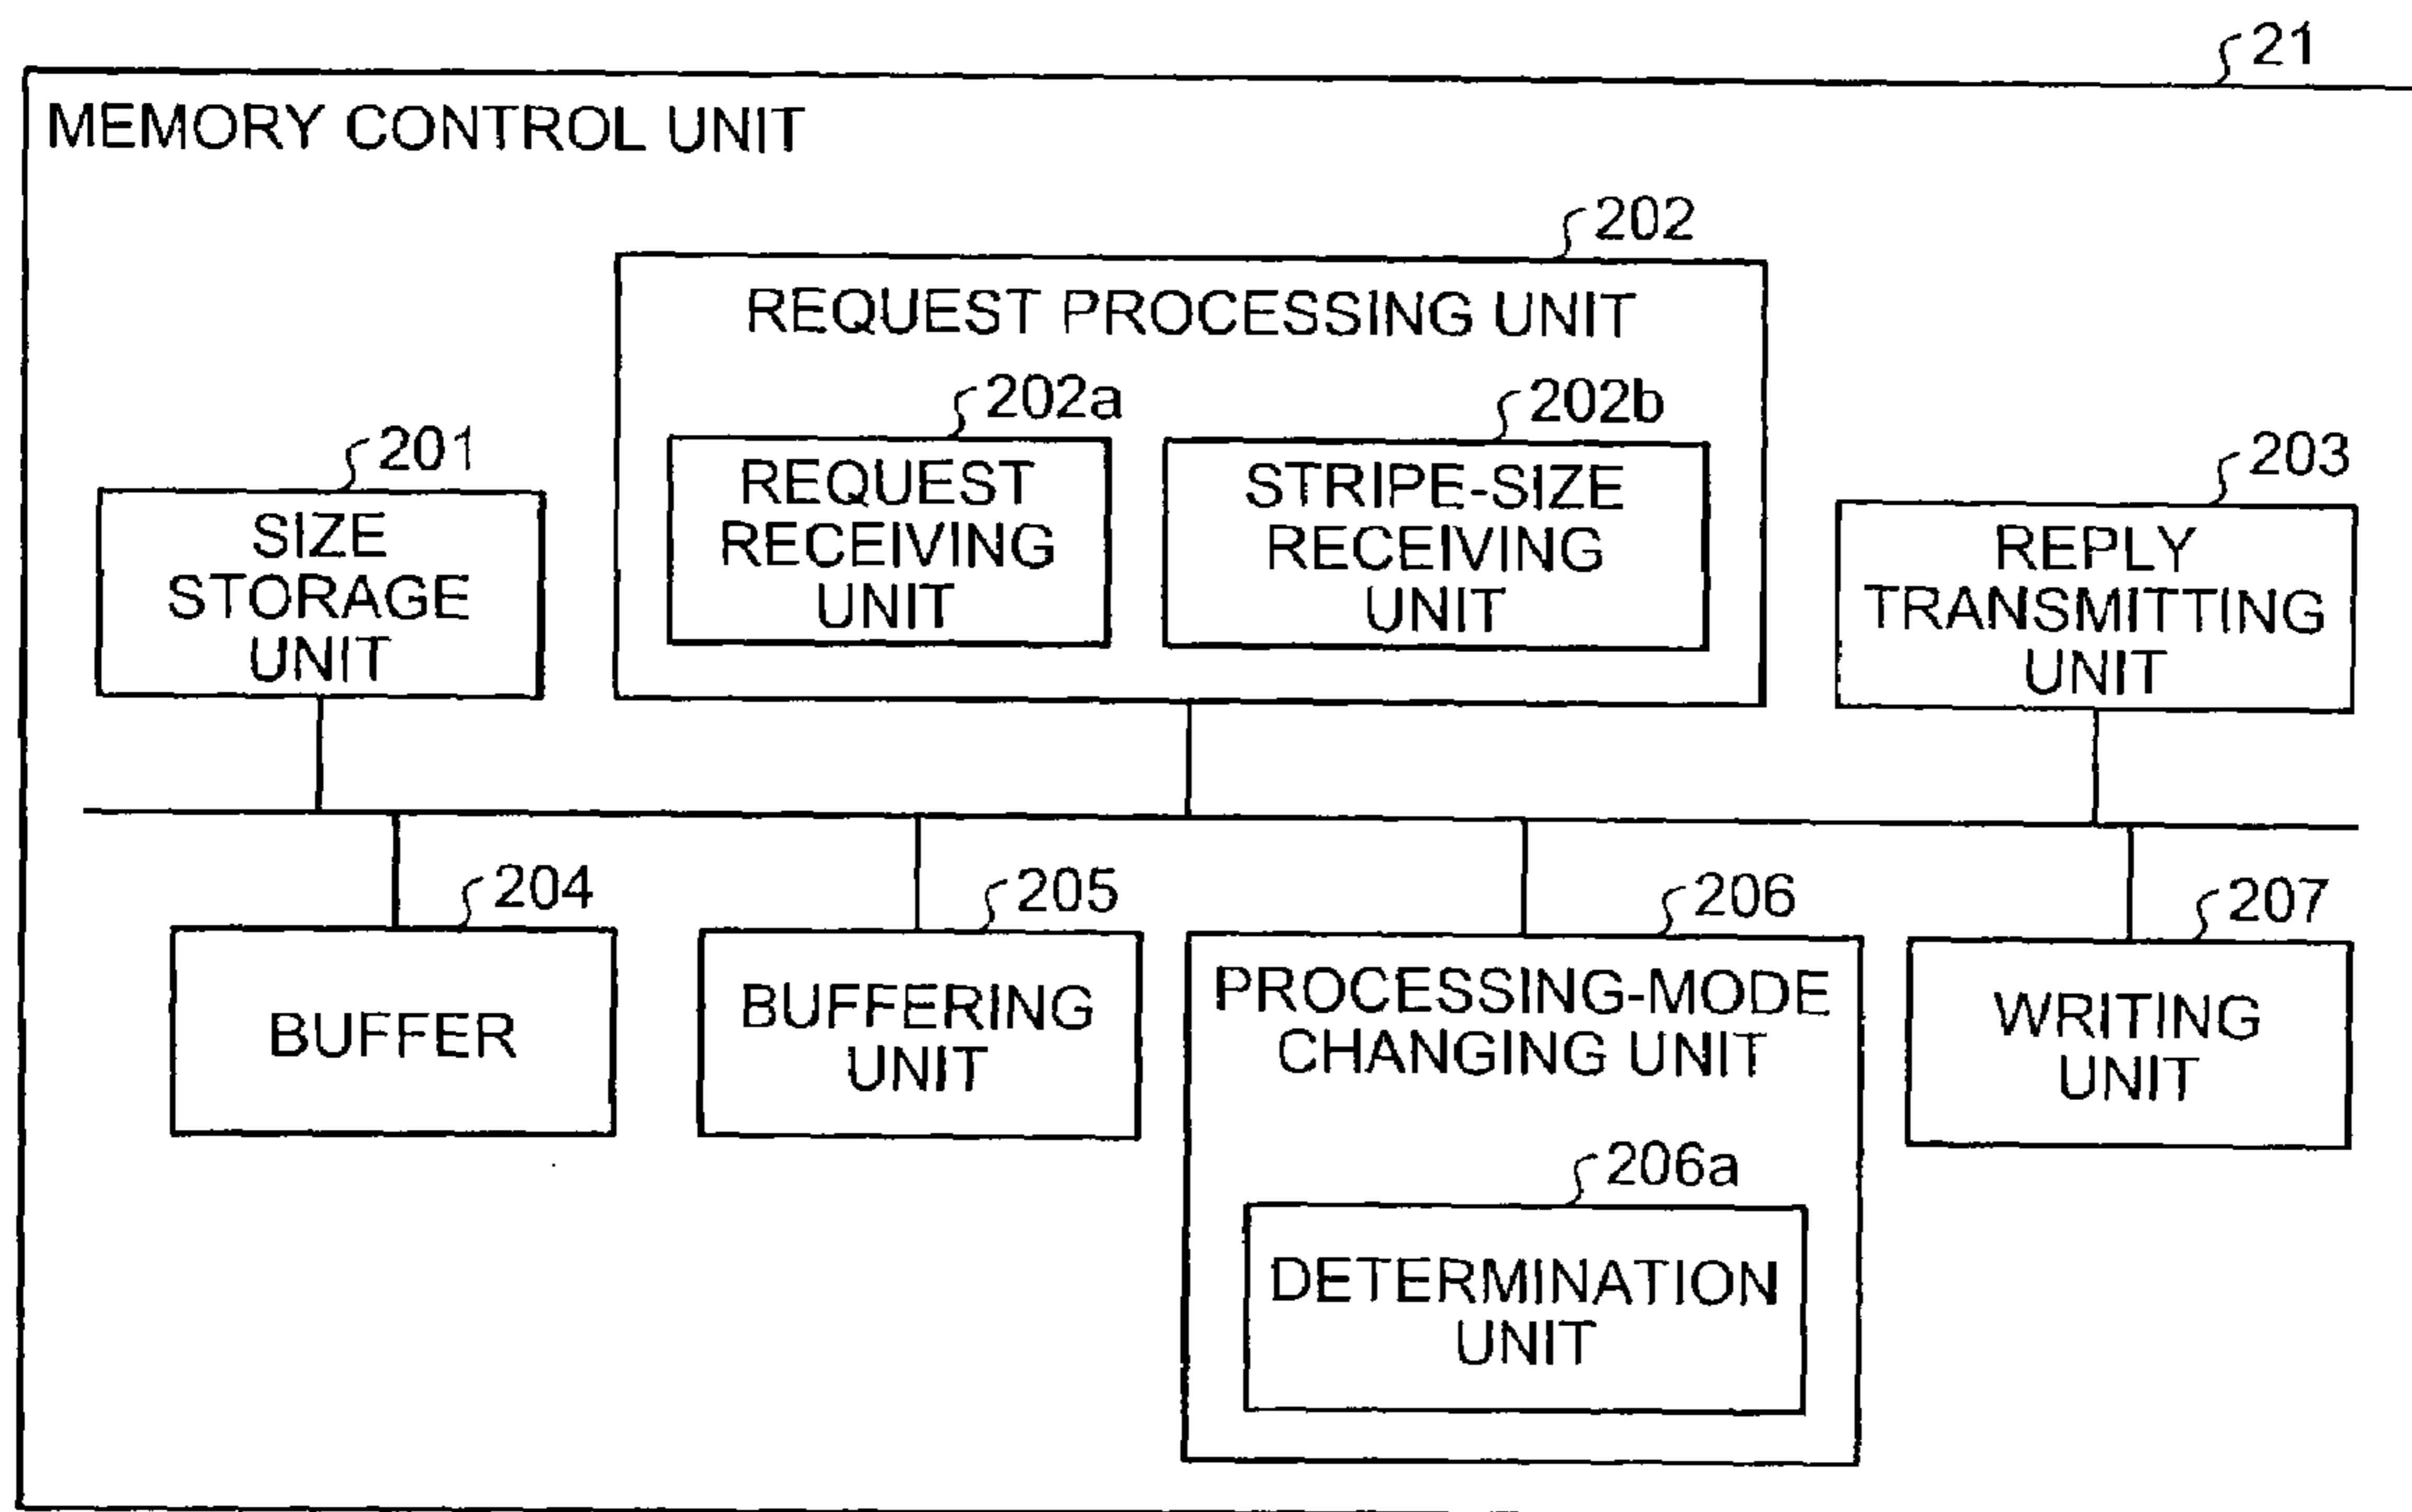 21
MEMORY CONTROL UNIT
202
REQUEST PROCESSING UNIT
202a
REQUEST
RECEIVING
UNIT
202b
STRIPE-SIZE
RECEIVING
UNIT
201
SIZE
STORAGE
UNIT
203
REPLY
TRANSMITTING
UNIT
204
BUFFER
205
BUFFERING
UNIT
206
PROCESSING-MODE
CHANGING UNIT
206a
DETERMINATION
UNIT
207
WRITING
UNIT